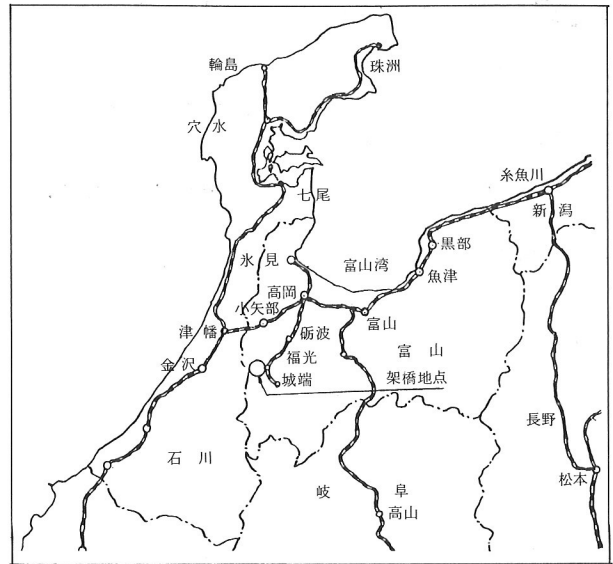 輪島
珠洲
穴水
糸魚川
七尾
新潟
氷見
富山湾
黒部
魚津
高岡
小矢部
富山
津幡
砺波
富山
福光
金沢
城端
架橋地点
長野
石川
松本
岐阜
高山